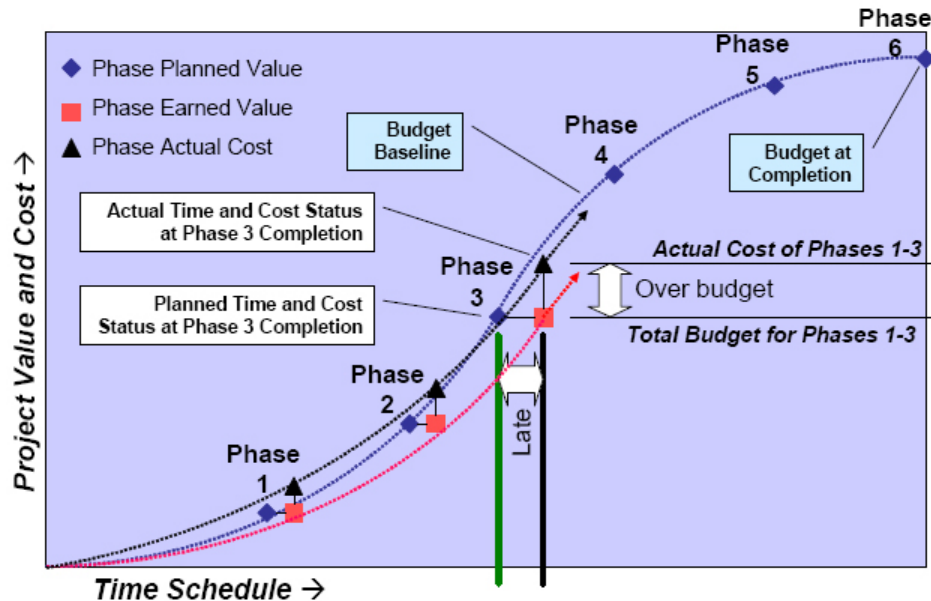 Phase
6
Phase
5
Phase Planned Value
Phase Earned Value
Phase Actual Cost
Budget
Baseline
Phase
4
Budget at
Completion
Actual Time and Cost Status
at Phase 3 Completion
Actual Cost of Phases 1-3
Phase
3
Over budget
Planned Time and Cost
Status at Phase 3 Completion
Total Budget for Phases 1-3
Phase
2
Late
Phase
1
Project Value and Cost →
Time Schedule →